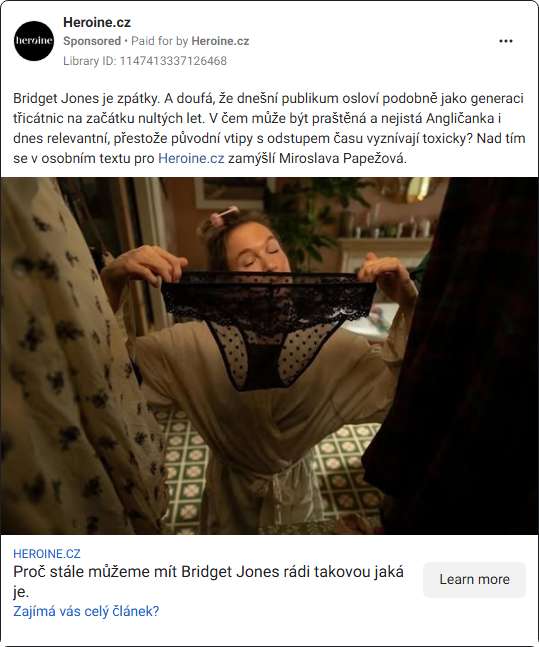 heroine
Heroine.cz
Sponsored • Paid for by Heroine.cz
Library ID: 1147413337126468
Bridget Jones je zpátky. A doufá, že dnešní publikum osloví podobně jako generaci
třicátnic na začátku nultých let. V čem může být praštěná a nejistá Angličanka i
dnes relevantní, přestože původní vtipy s odstupem času vyznívají toxicky? Nad tím
se v osobním textu pro Heroine.cz zamýšlí Miroslava Papežová.
HEROINE.CZ
Proč stále můžeme mít Bridget Jones rádi takovou jaká
je.
Zajímá vás celý článek?
Learn more